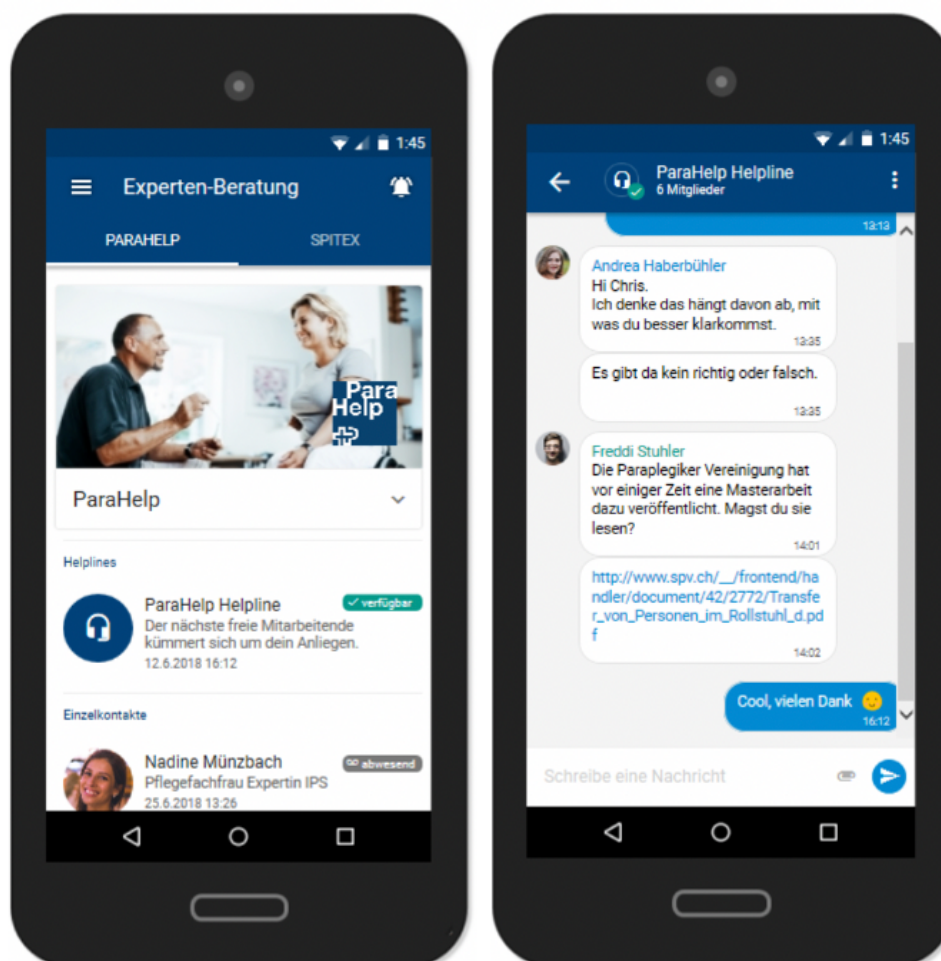 1:45
Experten-Beratung
PARAHELP
SPITEX
Para
Help
ParaHelp
Helplines
ParaHelp Helpline
verfügbar
Der nächste freie Mitarbeitende
kümmert sich um dein Anliegen.
12.6.2018 16:12
Einzelkontakte
Nadine Münzbach
abwesend
Pflegefachfrau Expertin IPS
25.6.2018 13:26
1:45
ParaHelp Helpline
6 Mitglieder
13:13
Andrea Haberbühler
Hi Chris.
Ich denke das hängt davon ab, mit
was du besser klarkommst.
13:35
Es gibt da kein richtig oder falsch.
13:35
Freddi Stuhler
Die Paraplegiker Vereinigung hat
vor einiger Zeit eine Masterarbeit
dazu veröffentlicht. Magst du sie
lesen?
14:01
http://www.spv.ch/__/frontend/ha
ndler/document/42/2772/Transfe
r_von_Personen_im_Rollstuhl_d.pd
f
14:02
Cool, vielen Dank
16:12
Schreibe eine Nachricht